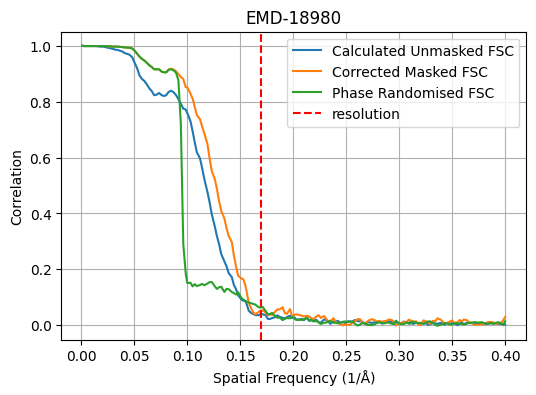 EMD-18980
Calculated Unmasked FSC
Corrected Masked FSC
Phase Randomised FSC
resolution
Correlation
1.0
0.8
0.6
0.4
0.2
0.0
0.00 0.05 0.10 0.15 0.20 0.25 0.30 0.35 0.40
Spatial Frequency (1/Å)